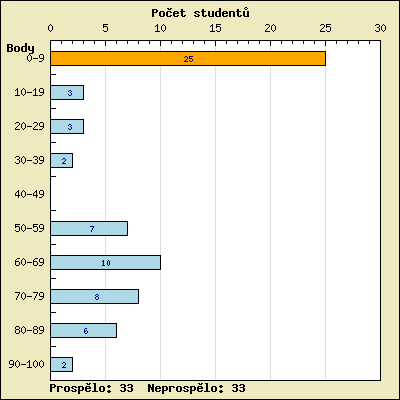 Počet studentů
0 5 10 15 20 25 30
Body
0-9 25
10-19 3
20-29 3
30-39 2
40-49
50-59 7
60-69 10
70-79 8
80-89 6
90-100 2
Prospělo: 33 Neprospělo: 33